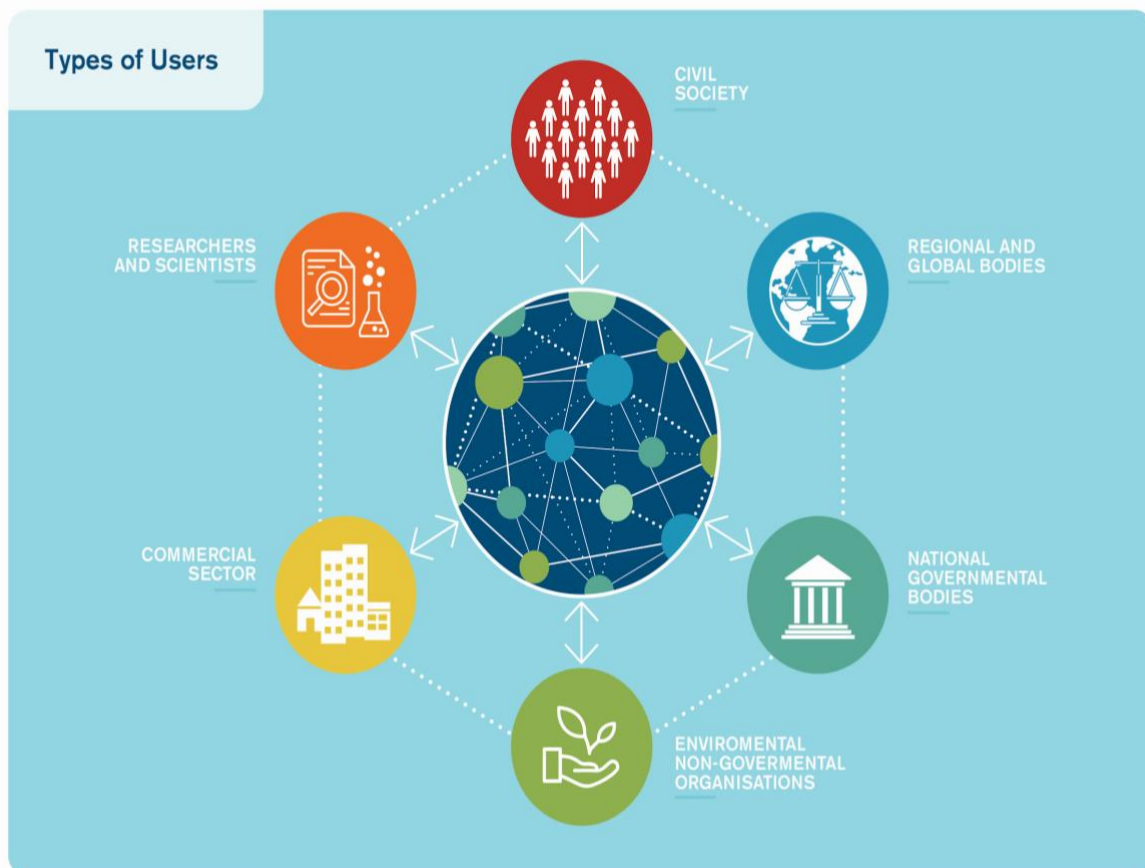 Types of Users
CIVIL
SOCIETY
RESEARCHERS
AND SCIENTISTS
REGIONAL AND
GLOBAL BODIES
COMMERCIAL
SECTOR
NATIONAL
GOVERNMENTAL
BODIES
ENVIROMENTAL
NON-GOVERMENTAL
ORGANISATIONS